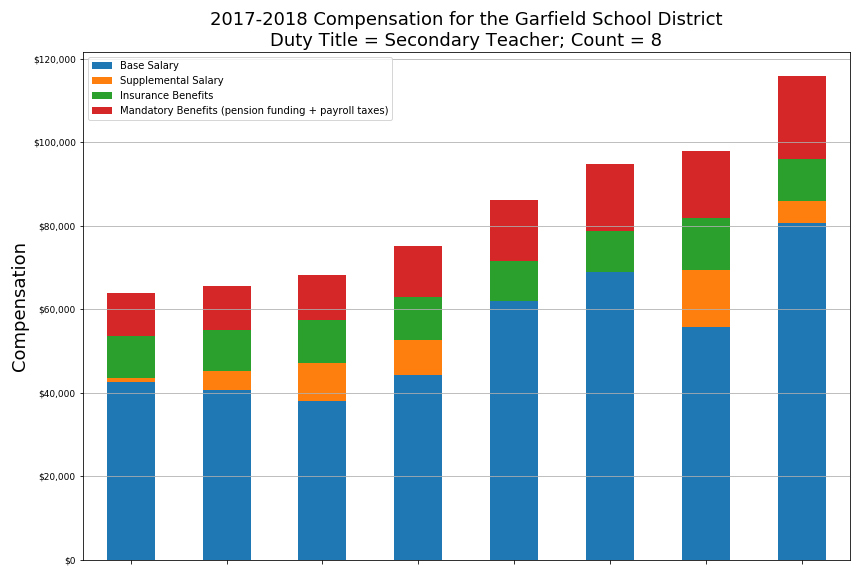 2017-2018 Compensation for the Garfield School District
Duty Title = Secondary Teacher; Count = 8
Base Salary
Supplemental Salary
Insurance Benefits
Mandatory Benefits (pension funding + payroll taxes)
Compensation
$120,000
$100,000
$80,000
$60,000
$40,000
$20,000
$0